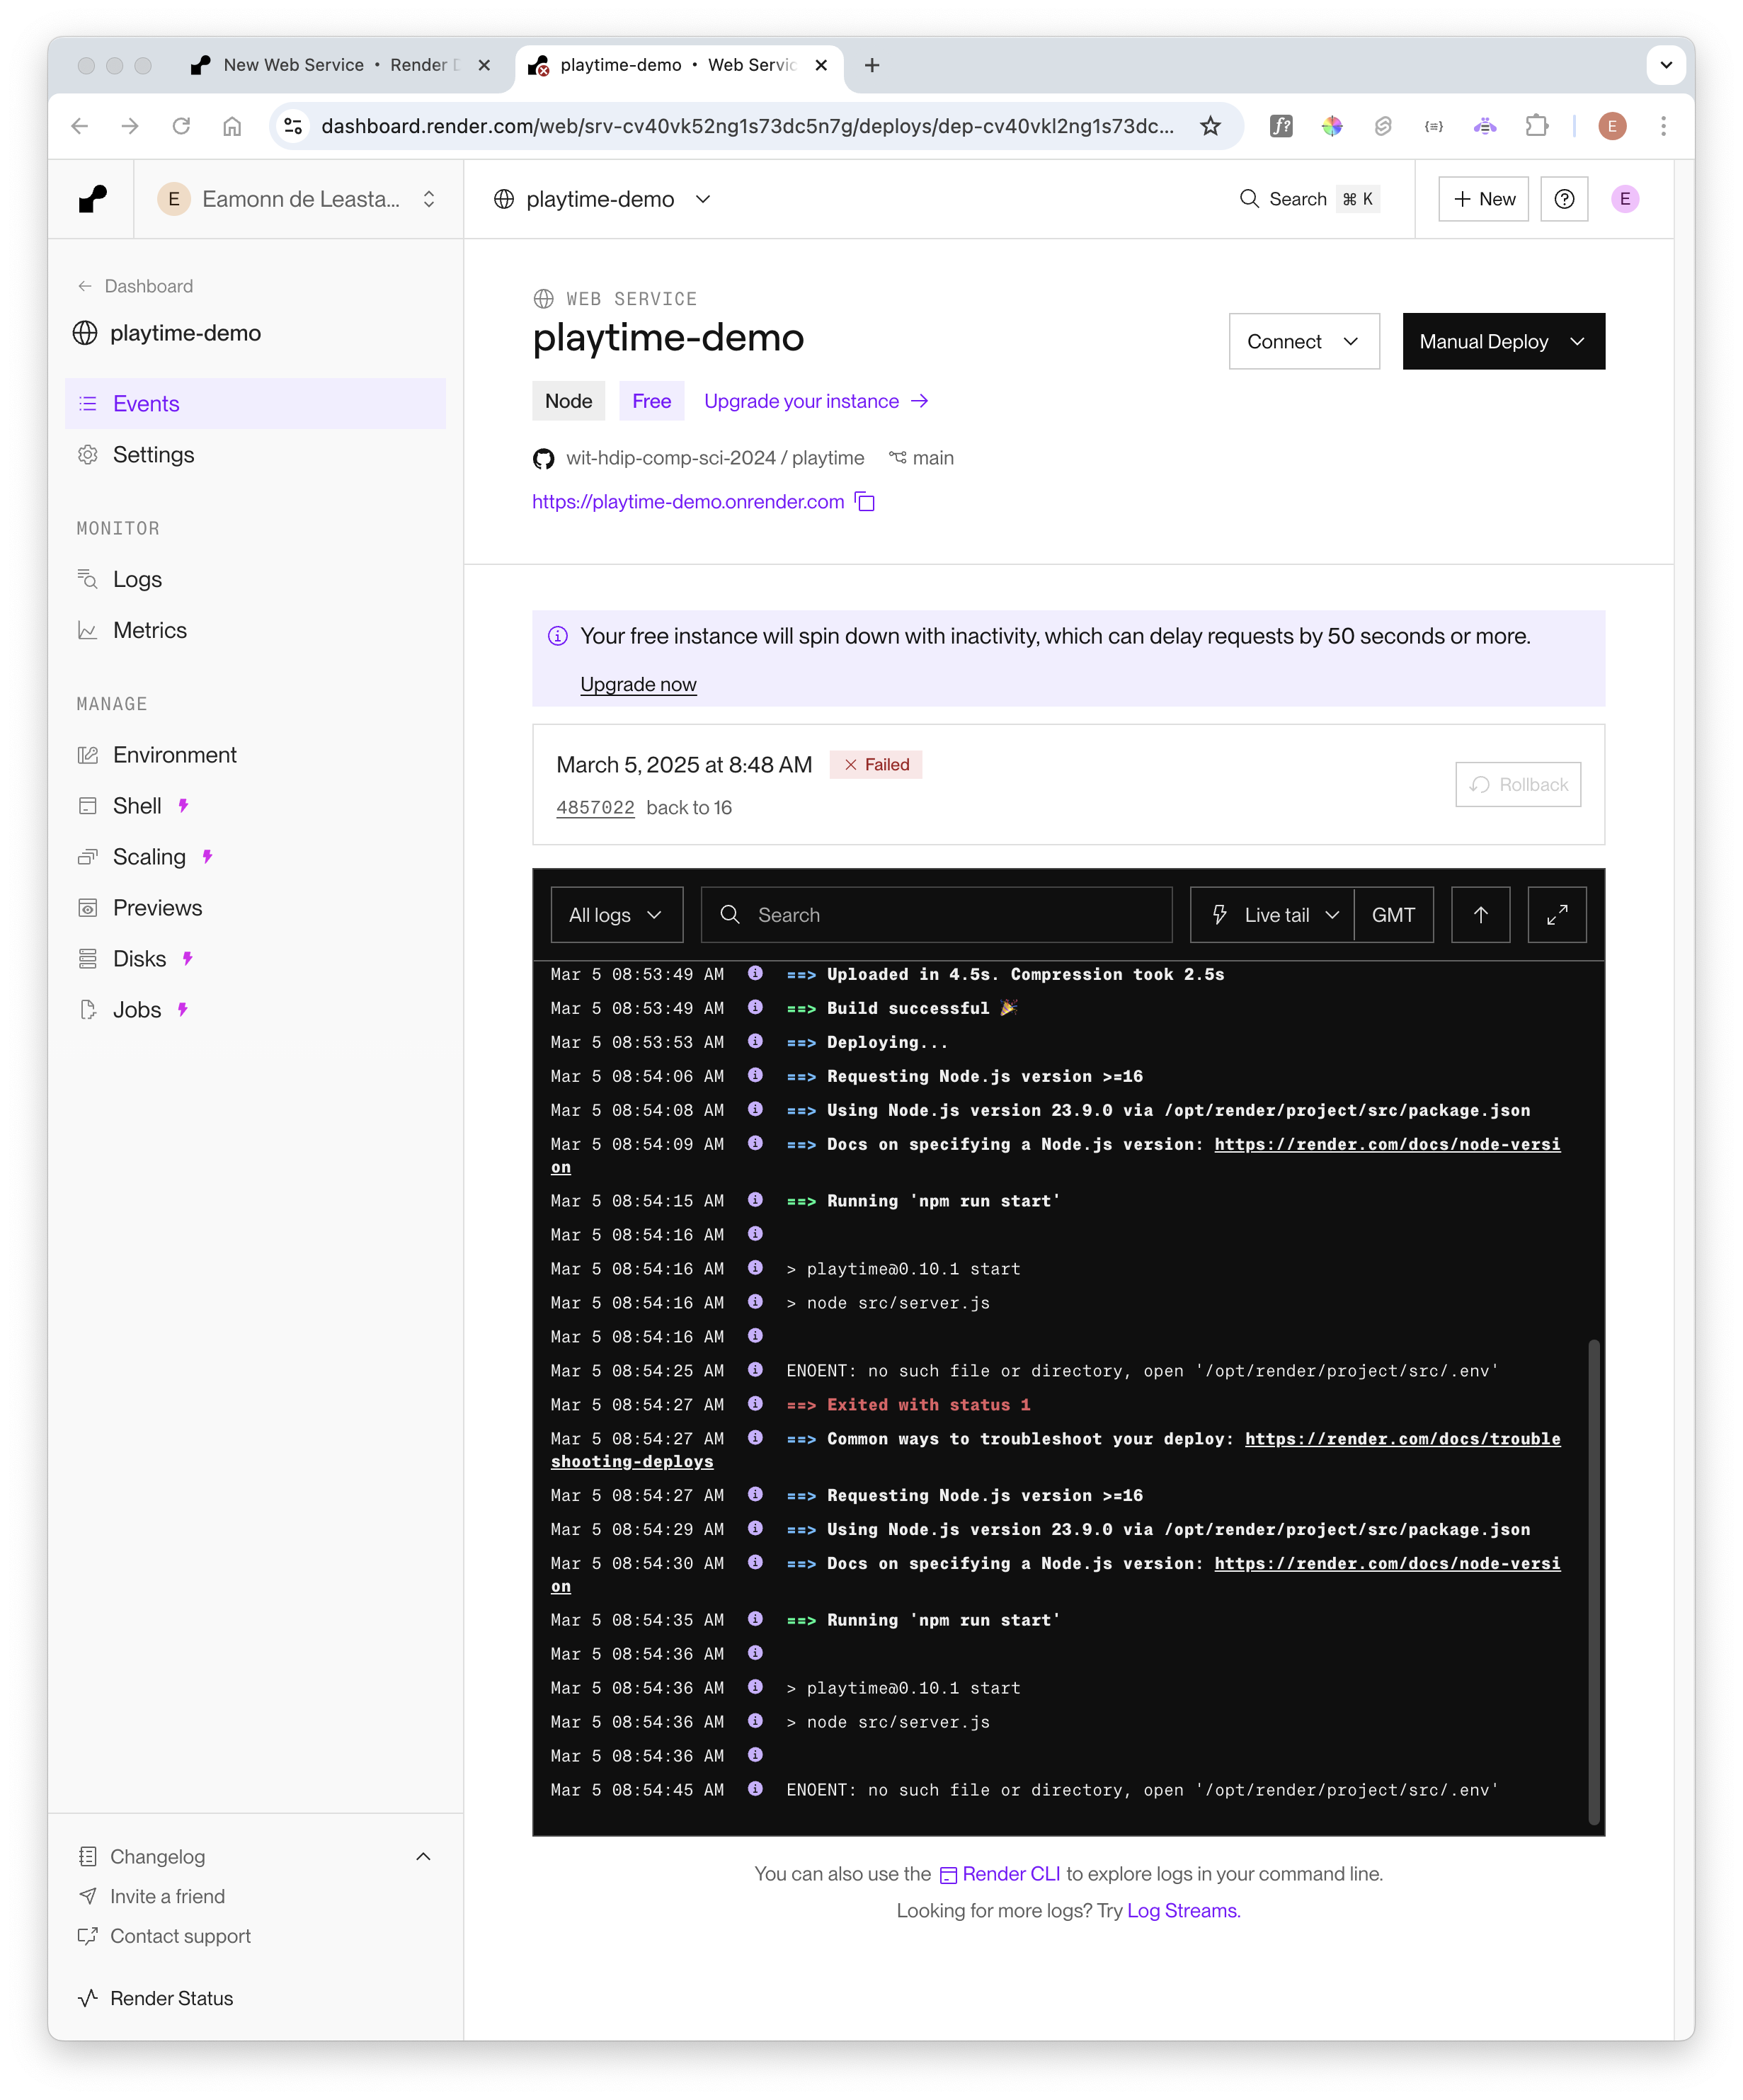 New Web Service • Render
playtime-demo • Web Servic
dashboard.render.com/web/srv-cv40vk52ng1s73dc5n7g/deploys/dep-cv40vkl2ng1s73dc...
f?
{≡}
E
E Eamonn de Leasta...
playtime-demo
Search ⌘ K
+ New
E
← Dashboard
playtime-demo
Events
Settings
MONITOR
Logs
Metrics
MANAGE
Environment
Shell
Scaling
Previews
Disks
Jobs
Changelog
Invite a friend
Contact support
Render Status
WEB SERVICE
playtime-demo
Connect
Manual Deploy
Node
Free
Upgrade your instance →
wit-hdip-comp-sci-2024 / playtime main
https://playtime-demo.onrender.com
Your free instance will spin down with inactivity, which can delay requests by 50 seconds or more.
Upgrade now
March 5, 2025 at 8:48 AM Failed
4857022 back to 16
Rollback
All logs
Search
Live tail
GMT
Mar 5 08:53:49 AM ==> Uploaded in 4.5s. Compression took 2.5s
Mar 5 08:53:49 AM ==> Build successful 🎉
Mar 5 08:53:53 AM ==> Deploying...
Mar 5 08:54:06 AM ==> Requesting Node.js version >=16
Mar 5 08:54:08 AM ==> Using Node.js version 23.9.0 via /opt/render/project/src/package.json
Mar 5 08:54:09 AM ==> Docs on specifying a Node.js version: https://render.com/docs/node-versi
on
Mar 5 08:54:15 AM ==> Running 'npm run start'
Mar 5 08:54:16 AM
Mar 5 08:54:16 AM > playtime@0.10.1 start
Mar 5 08:54:16 AM > node src/server.js
Mar 5 08:54:16 AM
Mar 5 08:54:25 AM ENOENT: no such file or directory, open '/opt/render/project/src/.env'
Mar 5 08:54:27 AM ==> Exited with status 1
Mar 5 08:54:27 AM ==> Common ways to troubleshoot your deploy: https://render.com/docs/trouble
shooting-deploys
Mar 5 08:54:27 AM ==> Requesting Node.js version >=16
Mar 5 08:54:29 AM ==> Using Node.js version 23.9.0 via /opt/render/project/src/package.json
Mar 5 08:54:30 AM ==> Docs on specifying a Node.js version: https://render.com/docs/node-versi
on
Mar 5 08:54:35 AM ==> Running 'npm run start'
Mar 5 08:54:36 AM
Mar 5 08:54:36 AM > playtime@0.10.1 start
Mar 5 08:54:36 AM > node src/server.js
Mar 5 08:54:36 AM
Mar 5 08:54:45 AM ENOENT: no such file or directory, open '/opt/render/project/src/.env'
You can also use the Render CLI to explore logs in your command line.
Looking for more logs? Try Log Streams.